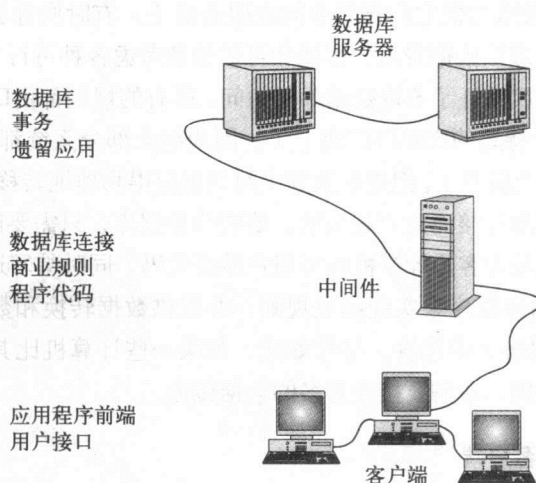 数据库
服务器
数据库
事务
遗留应用
数据库连接
商业规则
程序代码
中间件
应用程序前端
用户接口
客户端